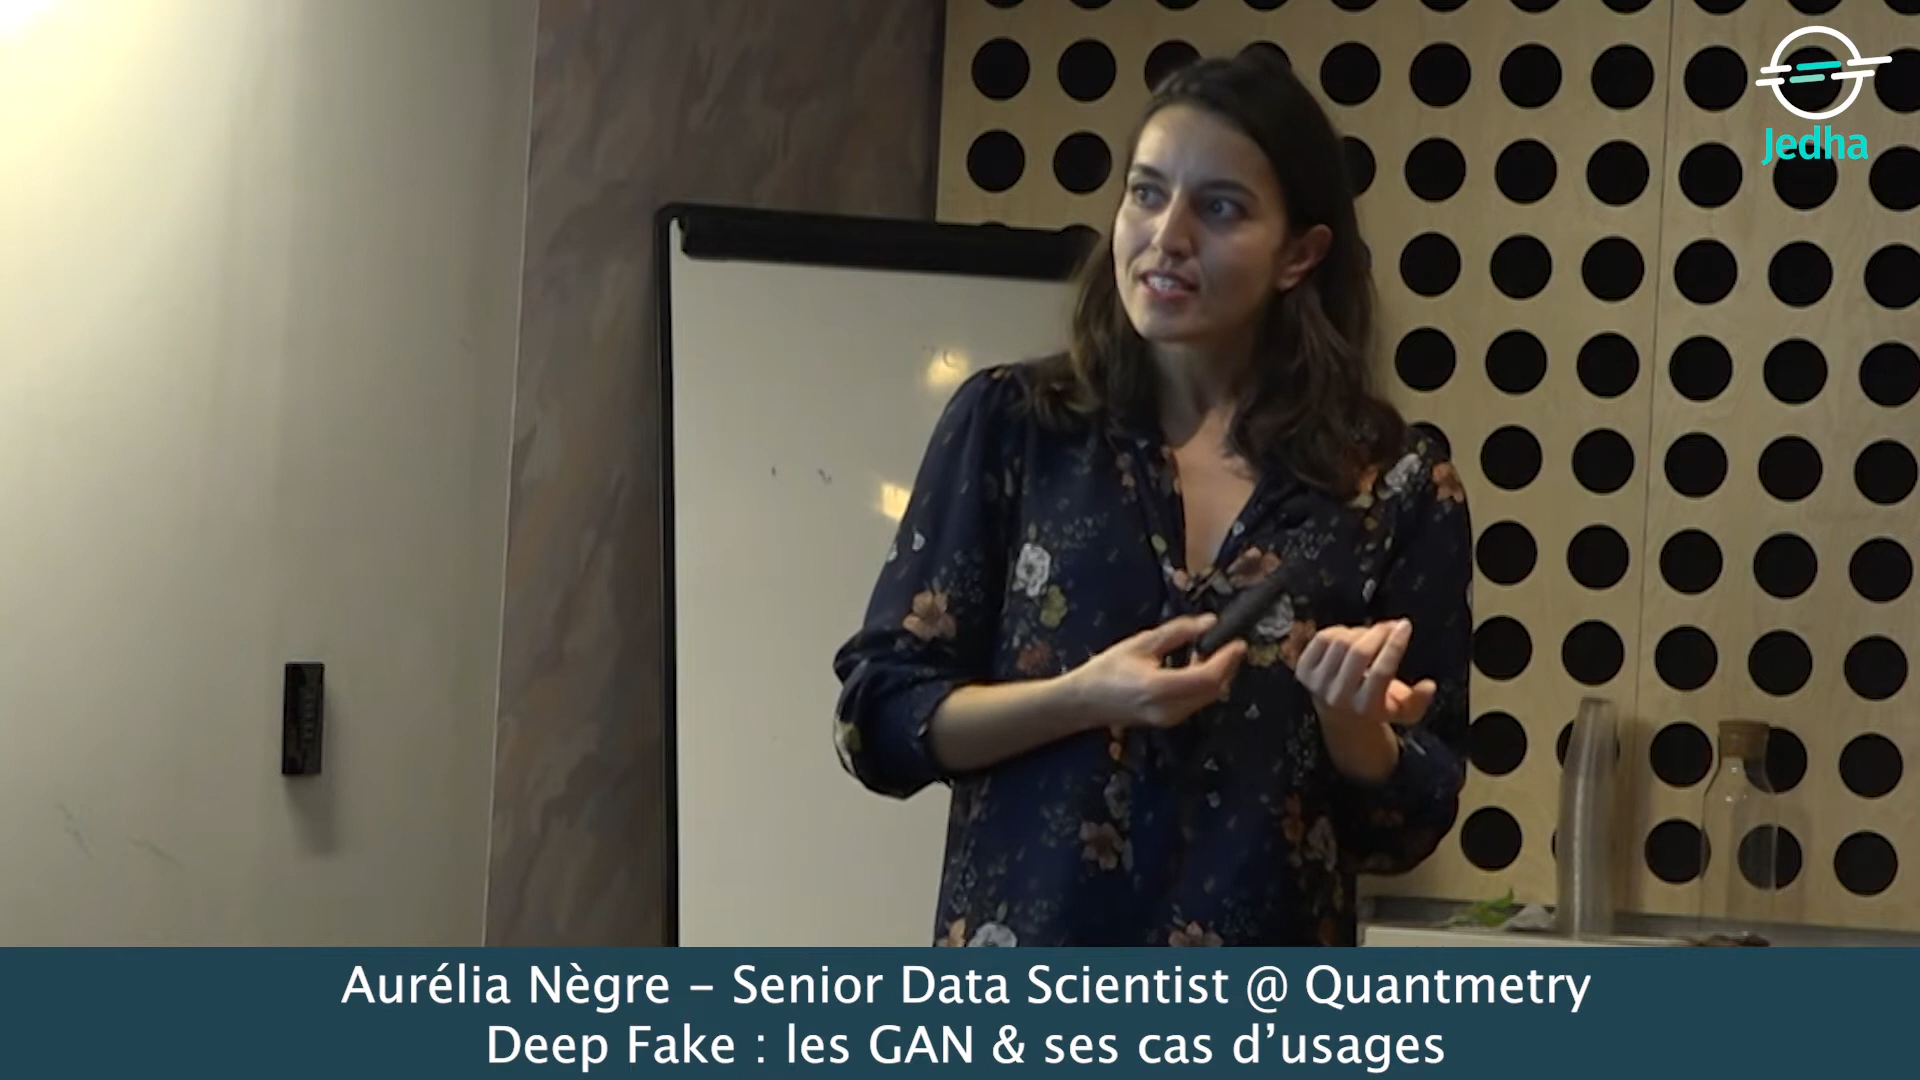 Jedha
Aurélia Nègre – Senior Data Scientist @ Quantmetry
Deep Fake : les GAN & ses cas d’usages